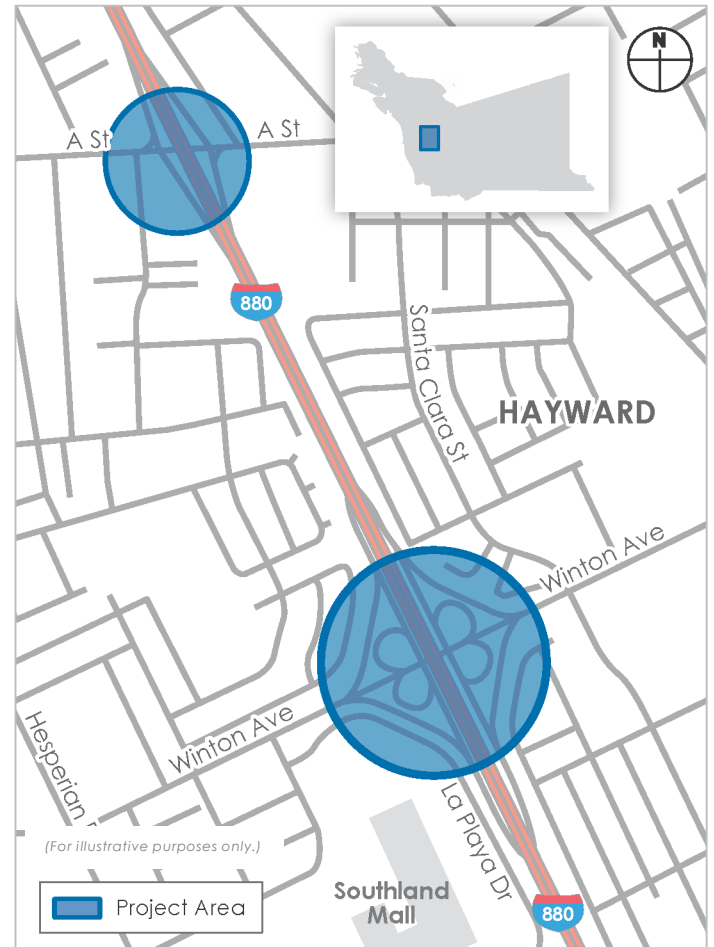 N
A St
A St
880
Santa Clara St
HAYWARD
Winton Ave
Winton Ave
Hesperian
La Playa Dr
(For illustrative purposes only.)
Project Area
Southland
Mall
880